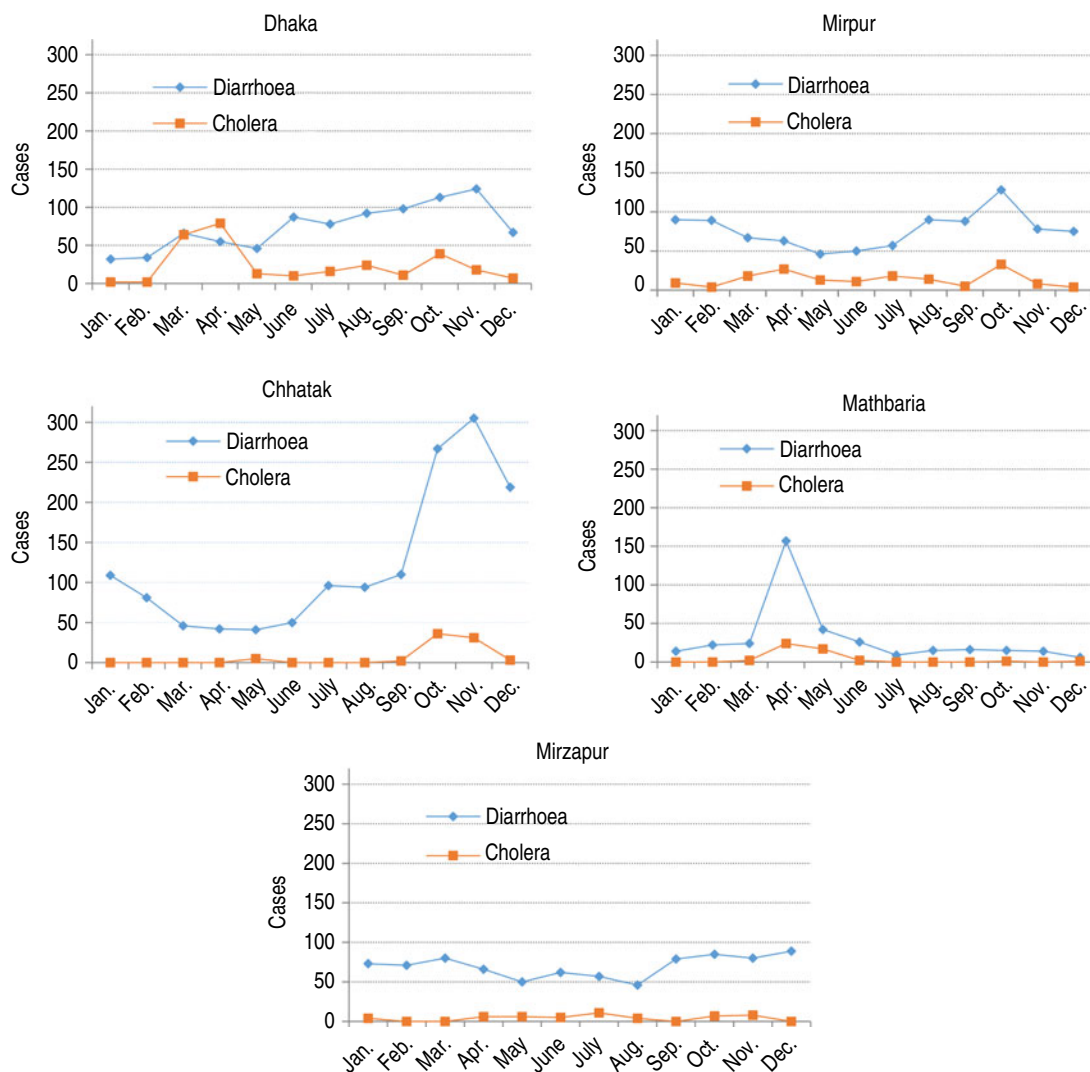 Dhaka
300
250
200
150
100
50
0
Cases
Diarrhoea
Cholera
Jan. Feb. Mar. Apr. May June July Aug. Sep. Oct. Nov. Dec.
Mirpur
300
250
200
150
100
50
0
Cases
Diarrhoea
Cholera
Jan. Feb. Mar. Apr. May June July Aug. Sep. Oct. Nov. Dec.
Chhatak
300
250
200
150
100
50
0
Cases
Diarrhoea
Cholera
Jan. Feb. Mar. Apr. May June July Aug. Sep. Oct. Nov. Dec.
Mathbaria
300
250
200
150
100
50
0
Cases
Diarrhoea
Cholera
Jan. Feb. Mar. Apr. May June July Aug. Sep. Oct. Nov. Dec.
Mirzapur
300
250
200
150
100
50
0
Cases
Diarrhoea
Cholera
Jan. Feb. Mar. Apr. May June July Aug. Sep. Oct. Nov. Dec.